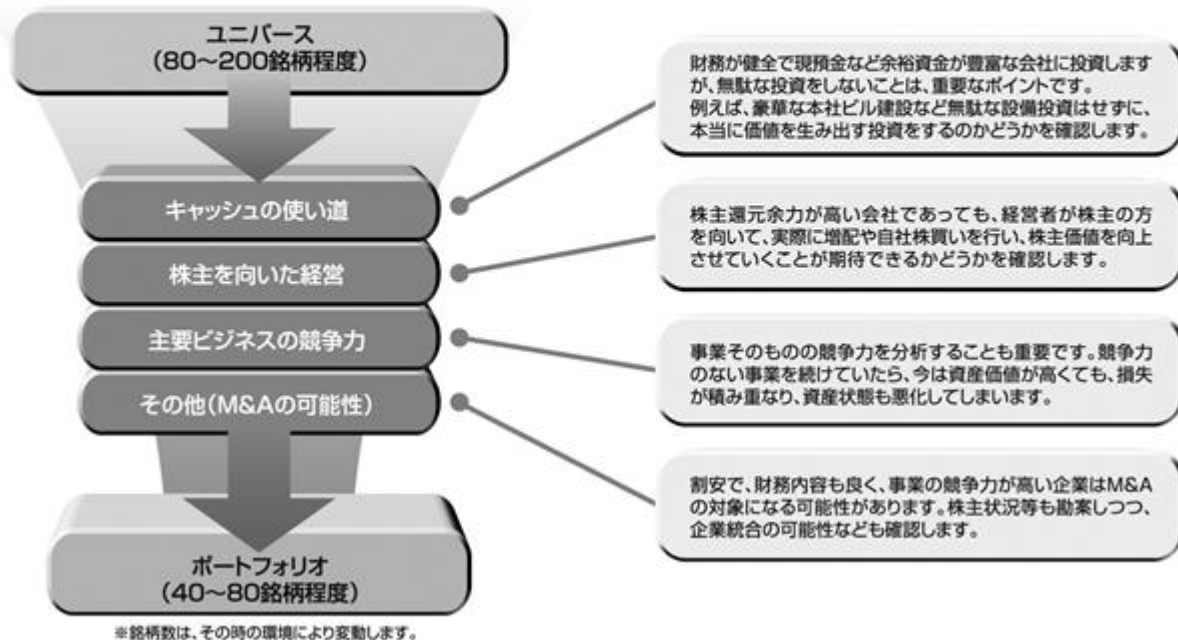 ユニバース
(80～200銘柄程度)
キャッシュの使い道
株主を向いた経営
主要ビジネスの競争力
その他(M&Aの可能性)
ポートフォリオ
(40～80銘柄程度)
※銘柄数は、その時の環境により変動します。
財務が健全で現預金など余裕資金が豊富な会社に投資します
が、無駄な投資をしないことは、重要なポイントです。
例えば、豪華な本社ビル建設など無駄な設備投資はせずに、
本当に価値を生み出す投資をするのかどうかを確認します。
株主還元余力が高い会社であっても、経営者が株主の方
を向いて、実際に増配や自社株買いを行い、株主価値を向上
させていくことが期待できるかどうかを確認します。
事業そのものの競争力を分析することも重要です。競争力
のない事業を続けていたら、今は資産価値が高くても、損失
が積み重なり、資産状態も悪化してしまいます。
割安で、財務内容も良く、事業の競争力が高い企業はM&A
の対象になる可能性があります。株主状況等も勘案しつつ、
企業統合の可能性なども確認します。